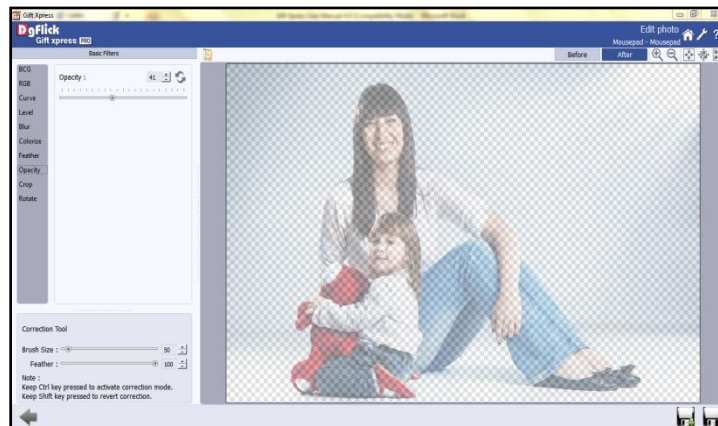 Gift Xpress
DgFlick
Gift xpress PRO
Edit photo
Mousepad - Mousepad
Basic Filters
Before
After
BCG
RGB
Curve
Level
Blur
Colorize
Feather
Opacity
Crop
Rotate
Opacity :
41
Correction Tool
Brush Size :
50
Feather :
100
Note :
Keep Ctrl key pressed to activate correction mode.
Keep Shift key pressed to revert correction.